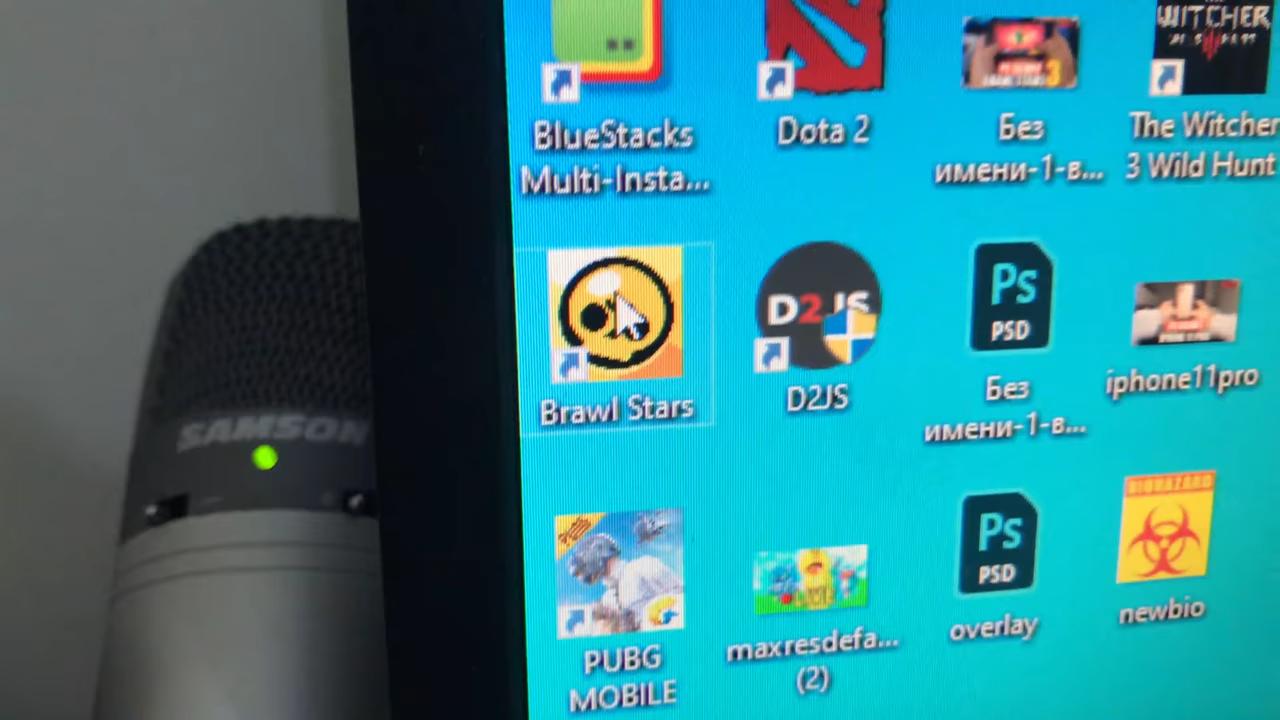 WITCHER
3
BlueStacks
Multi-Insta...
Dota 2
Без
имени-1-в...
The Witcher
3 Wild Hunt
D2JS
Ps
PSD
Brawl Stars
D2JS
Без
имени-1-в...
iphone11pro
SAMSON
BIOHAZARD
Ps
PSD
PUBG
MOBILE
maxresdefa...
(2)
overlay
newbio